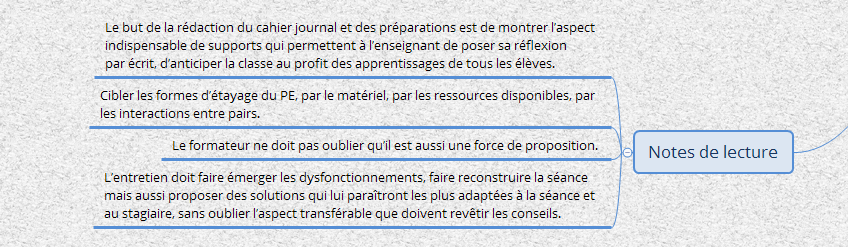 Le but de la rédaction du cahier journal et des préparations est de montrer l'aspect
indispensable de supports qui permettent à l'enseignant de poser sa réflexion
par écrit, d'anticiper la classe au profit des apprentissages de tous les élèves.
Cibler les formes d'étayage du PE, par le matériel, par les ressources disponibles, par
les interactions entre pairs.
Le formateur ne doit pas oublier qu'il est aussi une force de proposition.
L'entretien doit faire émerger les dysfonctionnements, faire reconstruire la séance
mais aussi proposer des solutions qui lui paraîtront les plus adaptées à la séance et
au stagiaire, sans oublier l'aspect transférable que doivent revêtir les conseils.
Notes de lecture